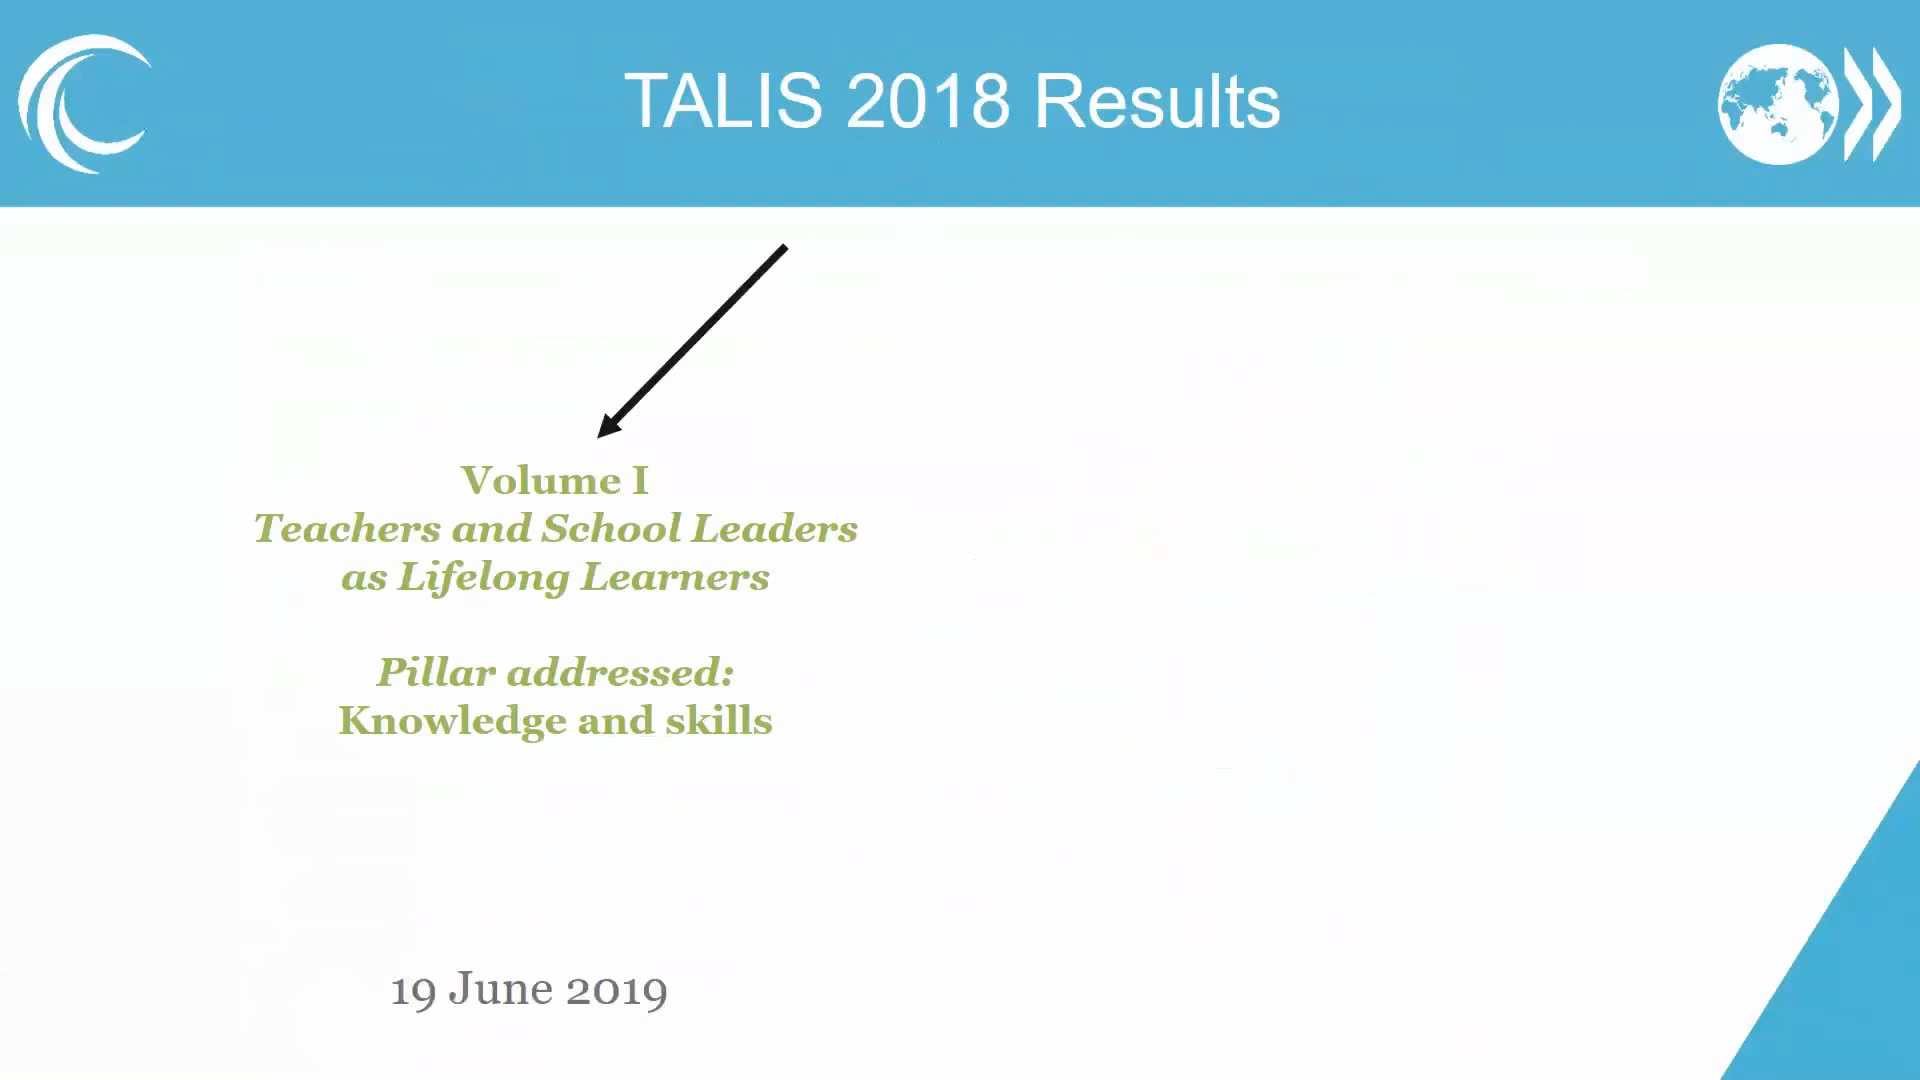 TALIS 2018 Results
Volume I
Teachers and School Leaders
as Lifelong Learners
Pillar addressed:
Knowledge and skills
19 June 2019